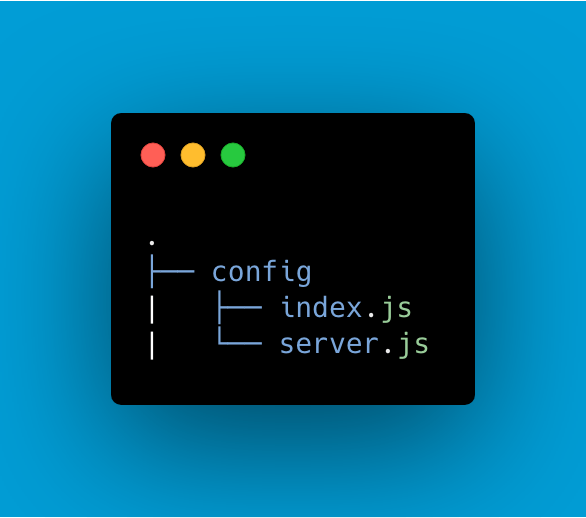 .
├── config
│   ├── index.js
│   └── server.js